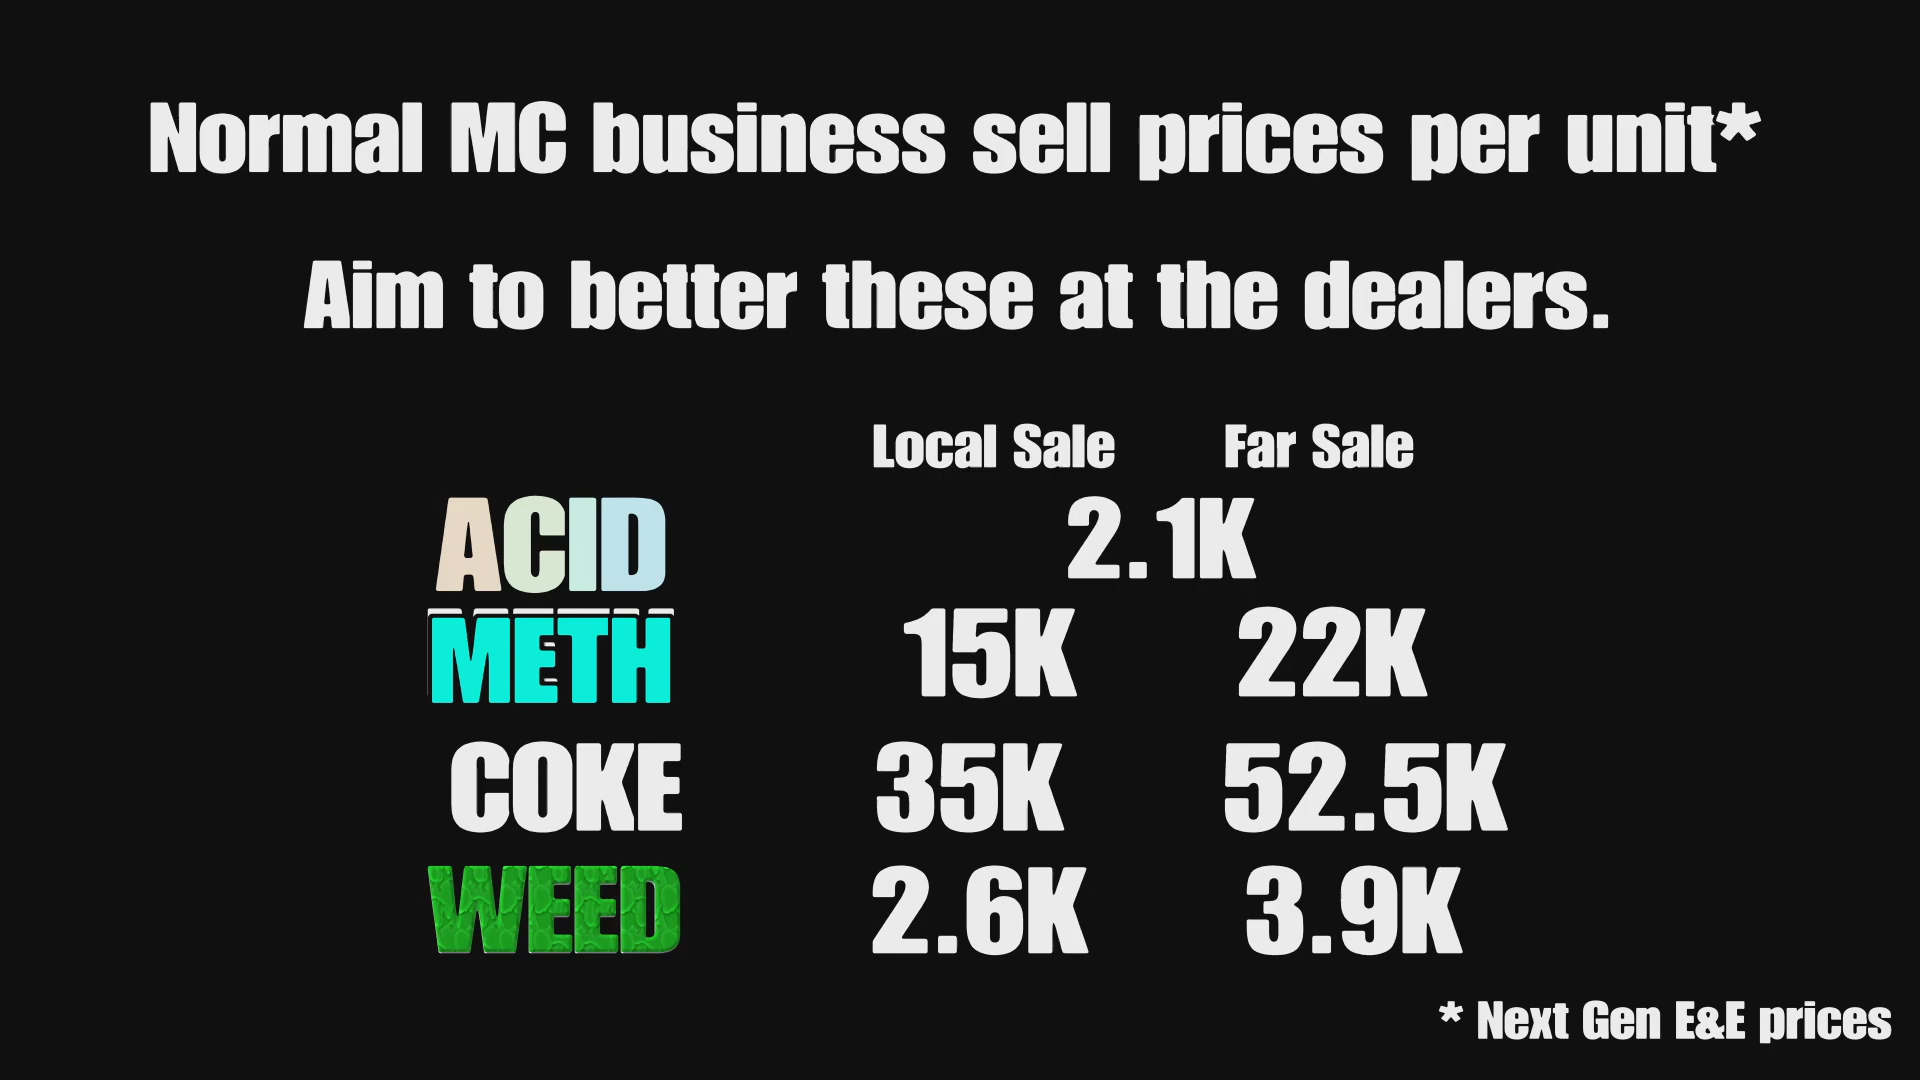 Normal MC business sell prices per unit*
Aim to better these at the dealers.
Local Sale Far Sale
ACID 2.1K
METH 15K 22K
COKE 35K 52.5K
WEED 2.6K 3.9K
* Next Gen E&E prices